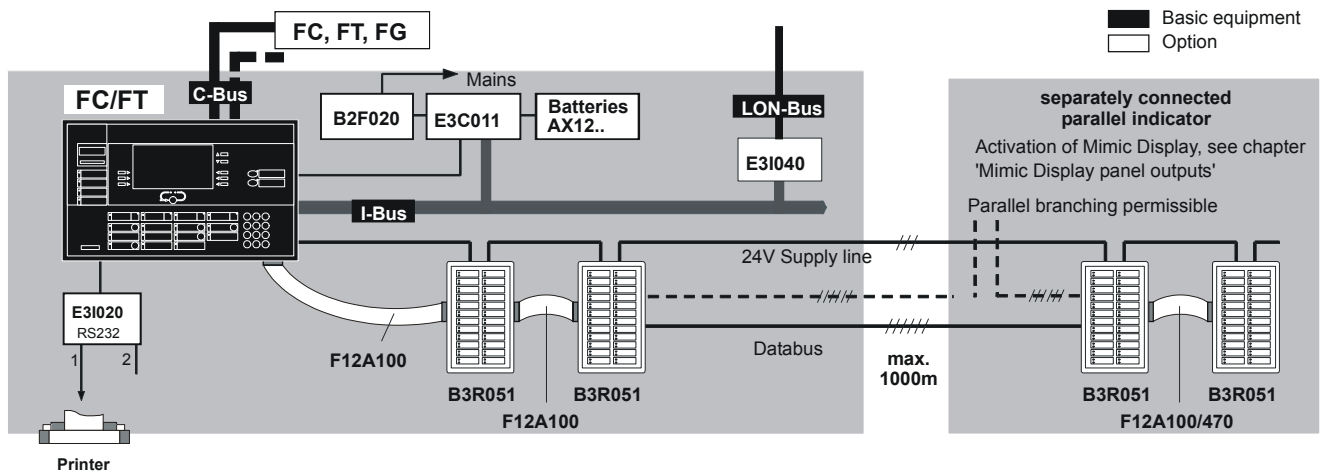 FC, FT, FG
Basic equipment
Option
FC/FT
C-Bus
Mains
B2F020
E3C011
Batteries
AX12..
LON-Bus
E3I040
I-Bus
separately connected
parallel indicator
Activation of Mimic Display, see chapter
'Mimic Display panel outputs'
Parallel branching permissible
24V Supply line
E3I020
RS232
1
2
Printer
F12A100
B3R051
F12A100
B3R051
Databus
max.
1000m
B3R051
F12A100/470
B3R051